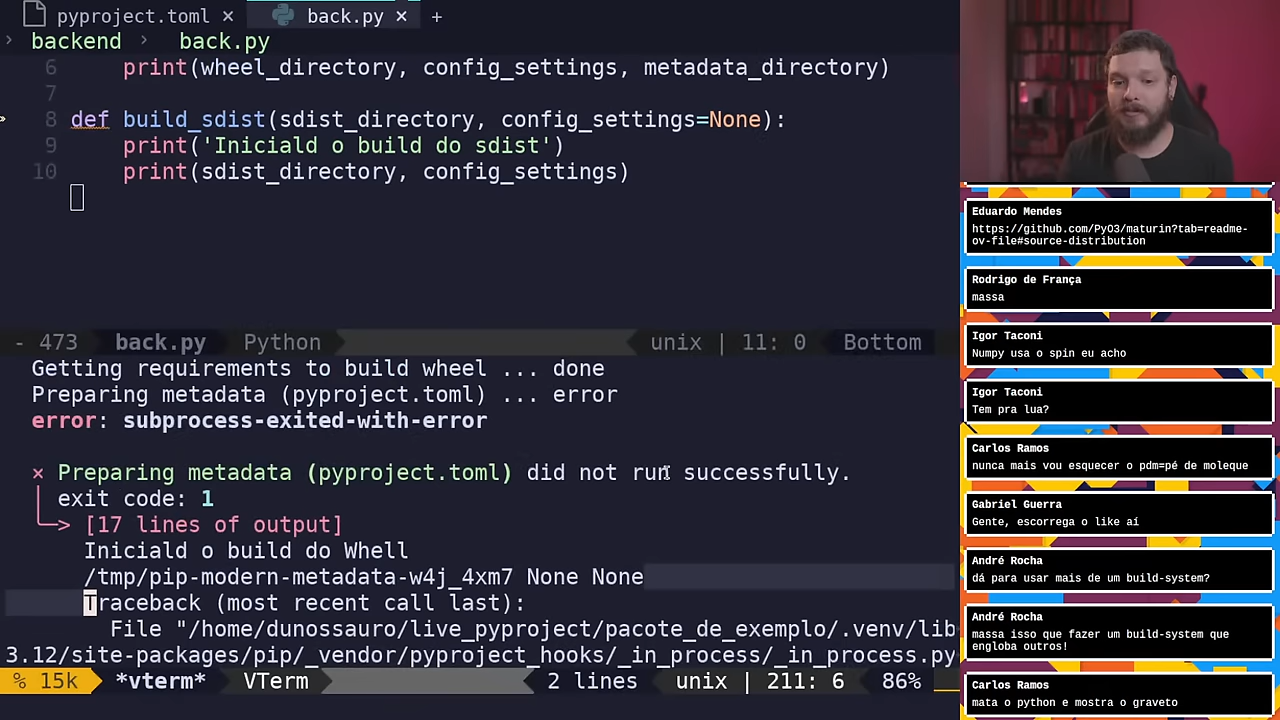 pyproject.toml × back.py × +
› backend › back.py
6 print(wheel_directory, config_settings, metadata_directory)
7
8 def build_sdist(sdist_directory, config_settings=None):
9 print('Iniciald o build do sdist')
10 print(sdist_directory, config_settings)
- 473 back.py Python unix | 11: 0 Bottom
Getting requirements to build wheel ... done
Preparing metadata (pyproject.toml) ... error
error: subprocess-exited-with-error
× Preparing metadata (pyproject.toml) did not run successfully.
│ exit code: 1
╰─> [17 lines of output]
Iniciald o build do Whell
/tmp/pip-modern-metadata-w4j_4xm7 None None
Traceback (most recent call last):
File "/home/dunossauro/live_pyproject/pacote_de_exemplo/.venv/lib
3.12/site-packages/pip/_vendor/pyproject_hooks/_in_process/_in_process.py
% 15k *vterm* VTerm 2 lines unix | 211: 6 86%
Eduardo Mendes
https://github.com/PyO3/maturin?tab=readme-
ov-file#source-distribution
Rodrigo de França
massa
Igor Taconi
Numpy usa o spin eu acho
Igor Taconi
Tem pra lua?
Carlos Ramos
nunca mais vou esquecer o pdm=pé de moleque
Gabriel Guerra
Gente, escorrega o like aí
André Rocha
dá para usar mais de um build-system?
André Rocha
massa isso que fazer um build-system que
engloba outros!
Carlos Ramos
mata o python e mostra o graveto